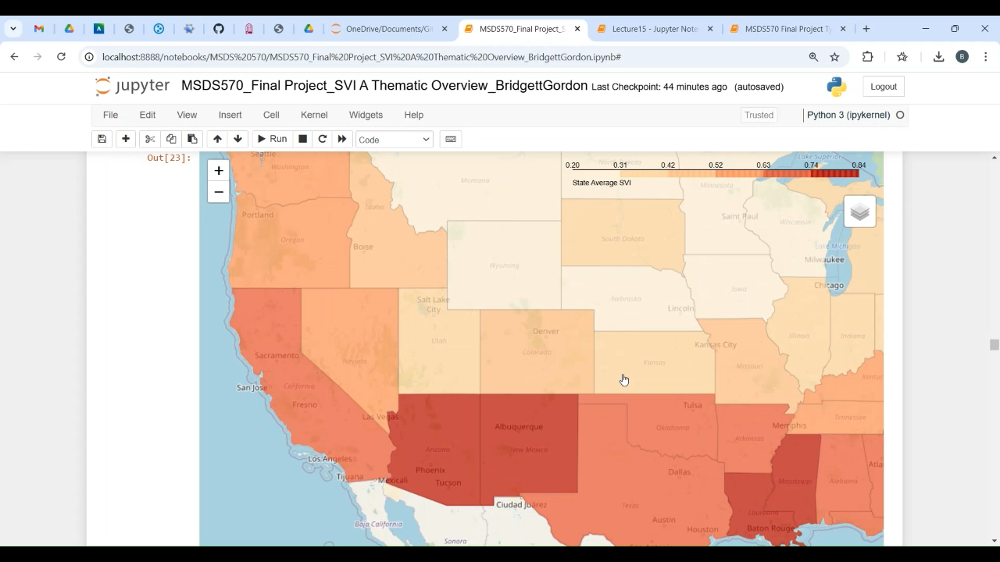 OneDrive/Documents/Gi
MSDS570_Final Project_S
Lecture15 - Jupyter Note
MSDS570 Final Project T
localhost:8888/notebooks/MSDS%20570/MSDS570_Final%20Project_SVI%20A%20Thematic%20Overview_BridgettGordon.ipynb#
B
jupyter MSDS570_Final Project_SVI A Thematic Overview_BridgettGordon Last Checkpoint: 44 minutes ago (autosaved)
Logout
File Edit View Insert Cell Kernel Widgets Help
Trusted
Python 3 (ipykernel)
Run
Code
Out[23]:
+
−
0.20 0.31 0.42 0.52 0.63 0.74 0.84
State Average SVI
Seattle
Washington
North Dakota
Lake Superior
Montana
Minnesota
Portland
Idaho
Saint Paul
Wisconsin
Oregon
Boise
South Dakota
Lake Michigan
Milwaukee
Wyoming
Chicago
Iowa
Salt Lake
City
Nebraska
Lincoln
Denver
Utah
Colorado
Kansas City
Illinois
Indiana
Sacramento
Nevada
Kansas
Missouri
Kentuc
San Jose
California
Fresno
Las Vegas
Tulsa
Tennessee
Albuquerque
Oklahoma
Memphis
Arkansas
Los Angeles
Arizona
New Mexico
Phoenix
Tucson
Dallas
Atla
Tijuana
Mexicali
Mississippi
Alabama
Ciudad Juárez
Texas
Louisiana
Baton Rouge
Baja California
Austin
Houston
Sonora